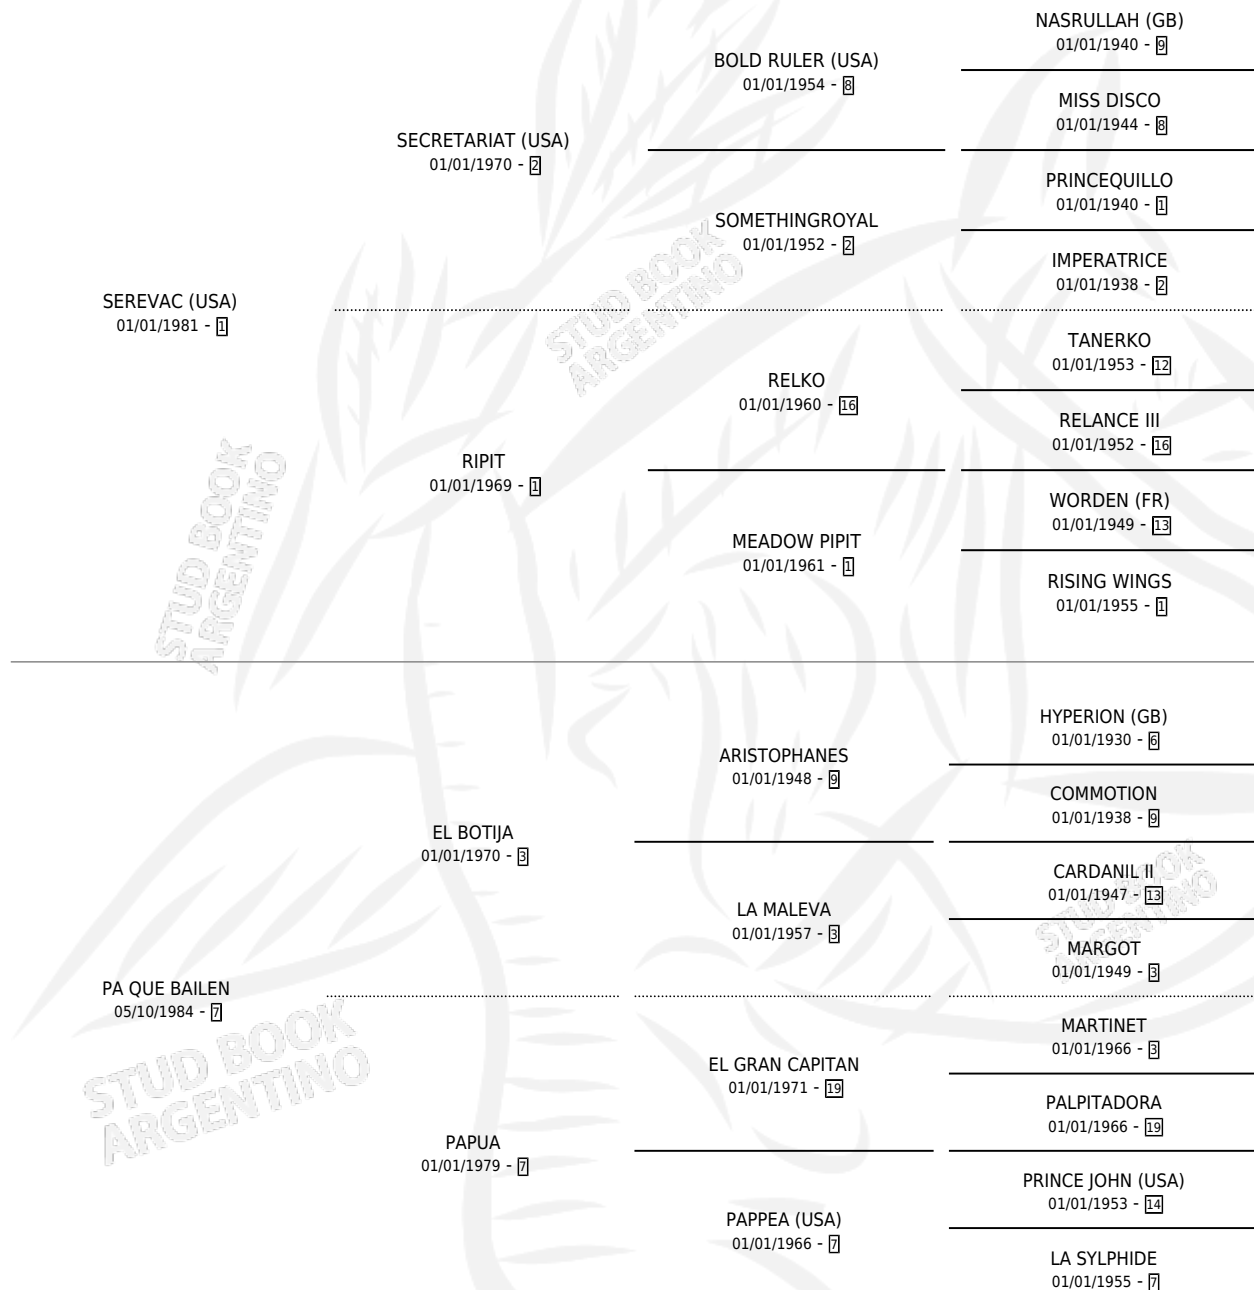 NASRULLAH (GB)
01/01/1940 - 9
BOLD RULER (USA)
01/01/1954 - 8
MISS DISCO
01/01/1944 - 8
SECRETARIAT (USA)
01/01/1970 - 2
PRINCEQUILLO
01/01/1940 - 1
SOMETHINGROYAL
01/01/1952 - 2
IMPERATRICE
01/01/1938 - 2
SEREVAC (USA)
01/01/1981 - 1
TANERKO
01/01/1953 - 12
RELKO
01/01/1960 - 16
RELANCE III
01/01/1952 - 16
RIPIT
01/01/1969 - 1
WORDEN (FR)
01/01/1949 - 13
MEADOW PIPIT
01/01/1961 - 1
RISING WINGS
01/01/1955 - 1
HYPERION (GB)
01/01/1930 - 6
ARISTOPHANES
01/01/1948 - 9
COMMOTION
01/01/1938 - 9
EL BOTIJA
01/01/1970 - 3
CARDANIL II
01/01/1947 - 13
LA MALEVA
01/01/1957 - 3
MARGOT
01/01/1949 - 3
PA QUE BAILEN
05/10/1984 - 7
MARTINET
01/01/1966 - 3
EL GRAN CAPITAN
01/01/1971 - 19
PALPITADORA
01/01/1966 - 19
PAPUA
01/01/1979 - 7
PRINCE JOHN (USA)
01/01/1953 - 14
PAPPEA (USA)
01/01/1966 - 7
LA SYLPHIDE
01/01/1955 - 7
STUD BOOK
ARGENTINO
STUD BOOK
ARGENTINO
STUD BOOK
ARGENTINO
STUD BOOK
ARGENTINO